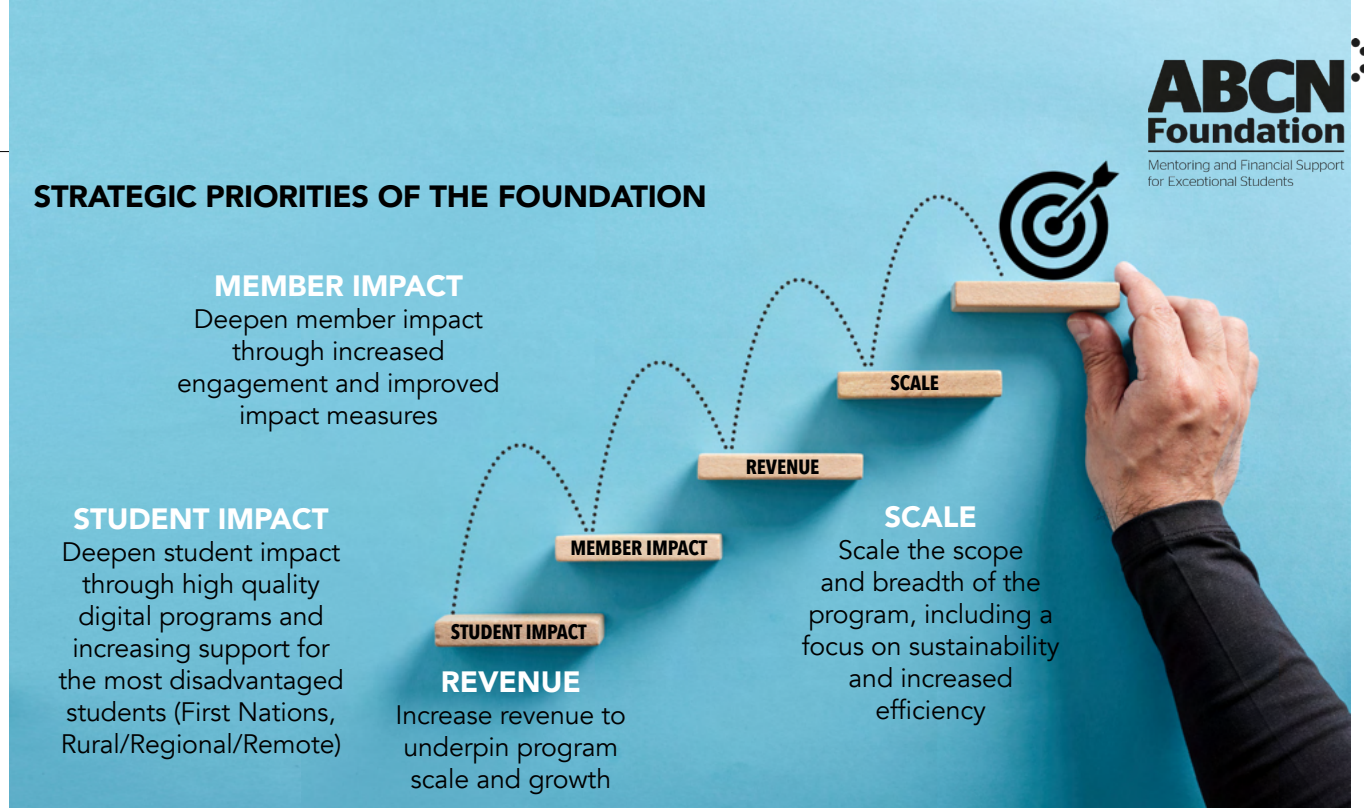 ABCN
Foundation
Mentoring and Financial Support
for Exceptional Students
STRATEGIC PRIORITIES OF THE FOUNDATION
MEMBER IMPACT
Deepen member impact
through increased
engagement and improved
impact measures
STUDENT IMPACT
Deepen student impact
through high quality
digital programs and
increasing support for
the most disadvantaged
students (First Nations,
Rural/Regional/Remote)
REVENUE
Increase revenue to
underpin program
scale and growth
SCALE
Scale the scope
and breadth of the
program, including a
focus on sustainability
and increased
efficiency
SCALE
REVENUE
MEMBER IMPACT
STUDENT IMPACT